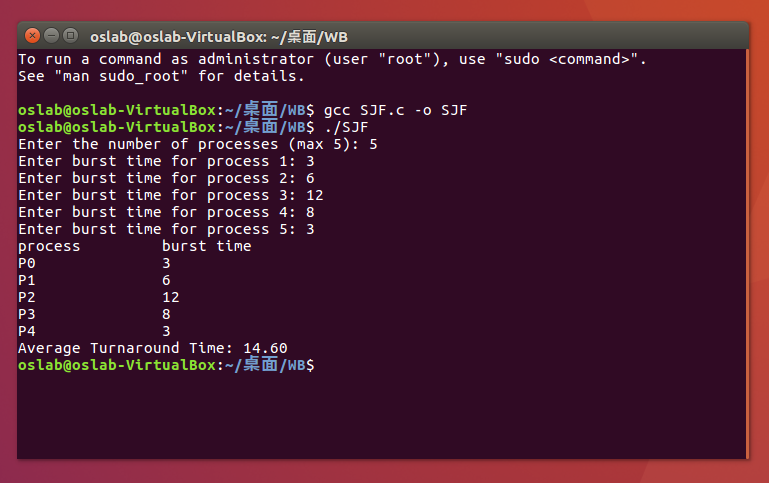 oslab@oslab-VirtualBox: ~/桌面/WB
To run a command as administrator (user "root"), use "sudo <command>".
See "man sudo_root" for details.
oslab@oslab-VirtualBox:~/桌面/WB$ gcc SJF.c -o SJF
oslab@oslab-VirtualBox:~/桌面/WB$ ./SJF
Enter the number of processes (max 5): 5
Enter burst time for process 1: 3
Enter burst time for process 2: 6
Enter burst time for process 3: 12
Enter burst time for process 4: 8
Enter burst time for process 5: 3
process burst time
P0 3
P1 6
P2 12
P3 8
P4 3
Average Turnaround Time: 14.60
oslab@oslab-VirtualBox:~/桌面/WB$